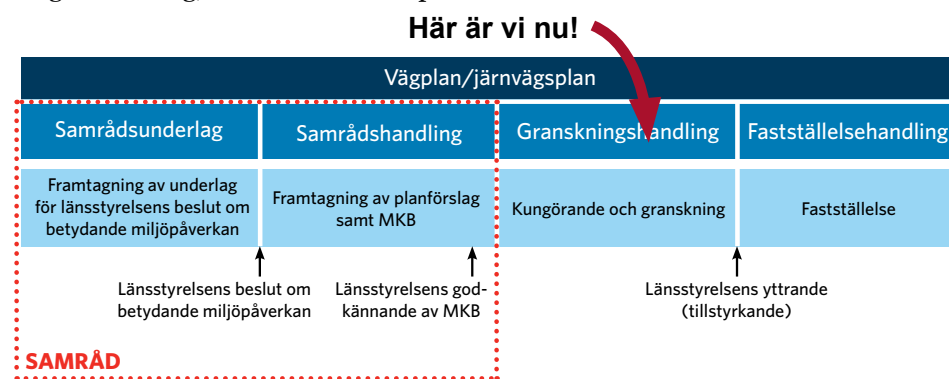 Här är vi nu!
Vägplan/järnvägsplan
Samrådsunderlag
Samrådshandling
Granskningshandling
Fastställelsehandling
Framtagning av underlag
för länsstyrelsens beslut om
betydande miljöpåverkan
Framtagning av planförslag
samt MKB
Kungörande och granskning
Fastställelse
Länsstyrelsens beslut om
betydande miljöpåverkan
Länsstyrelsens god-
kännande av MKB
Länsstyrelsens yttrande
(tillstyrkande)
SAMRÅD